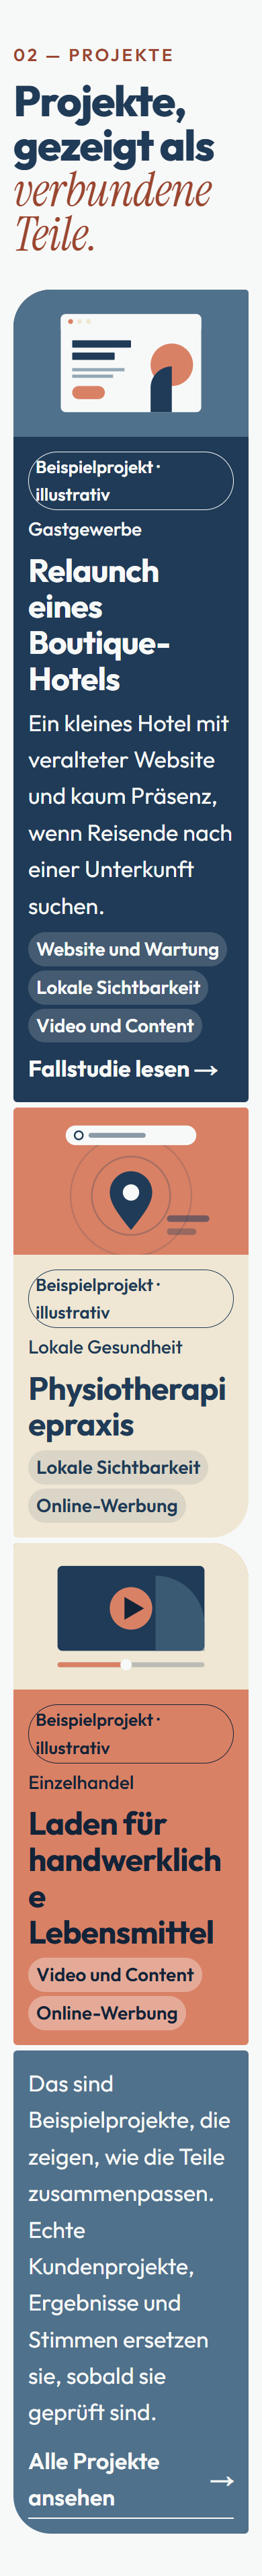 02 — PROJEKTE
Projekte,
gezeigt als
verbundene
Teile.
Beispielprojekt ·
illustrativ
Gastgewerbe
Relaunch
eines
Boutique-
Hotels
Ein kleines Hotel mit
veralteter Website
und kaum Präsenz,
wenn Reisende nach
einer Unterkunft
suchen.
Website und Wartung
Lokale Sichtbarkeit
Video und Content
Fallstudie lesen →
Beispielprojekt ·
illustrativ
Lokale Gesundheit
Physiotherapi
epraxis
Lokale Sichtbarkeit
Online-Werbung
Beispielprojekt ·
illustrativ
Einzelhandel
Laden für
handwerklich
e
Lebensmittel
Video und Content
Online-Werbung
Das sind
Beispielprojekte, die
zeigen, wie die Teile
zusammenpassen.
Echte
Kundenprojekte,
Ergebnisse und
Stimmen ersetzen
sie, sobald sie
geprüft sind.
Alle Projekte
ansehen →